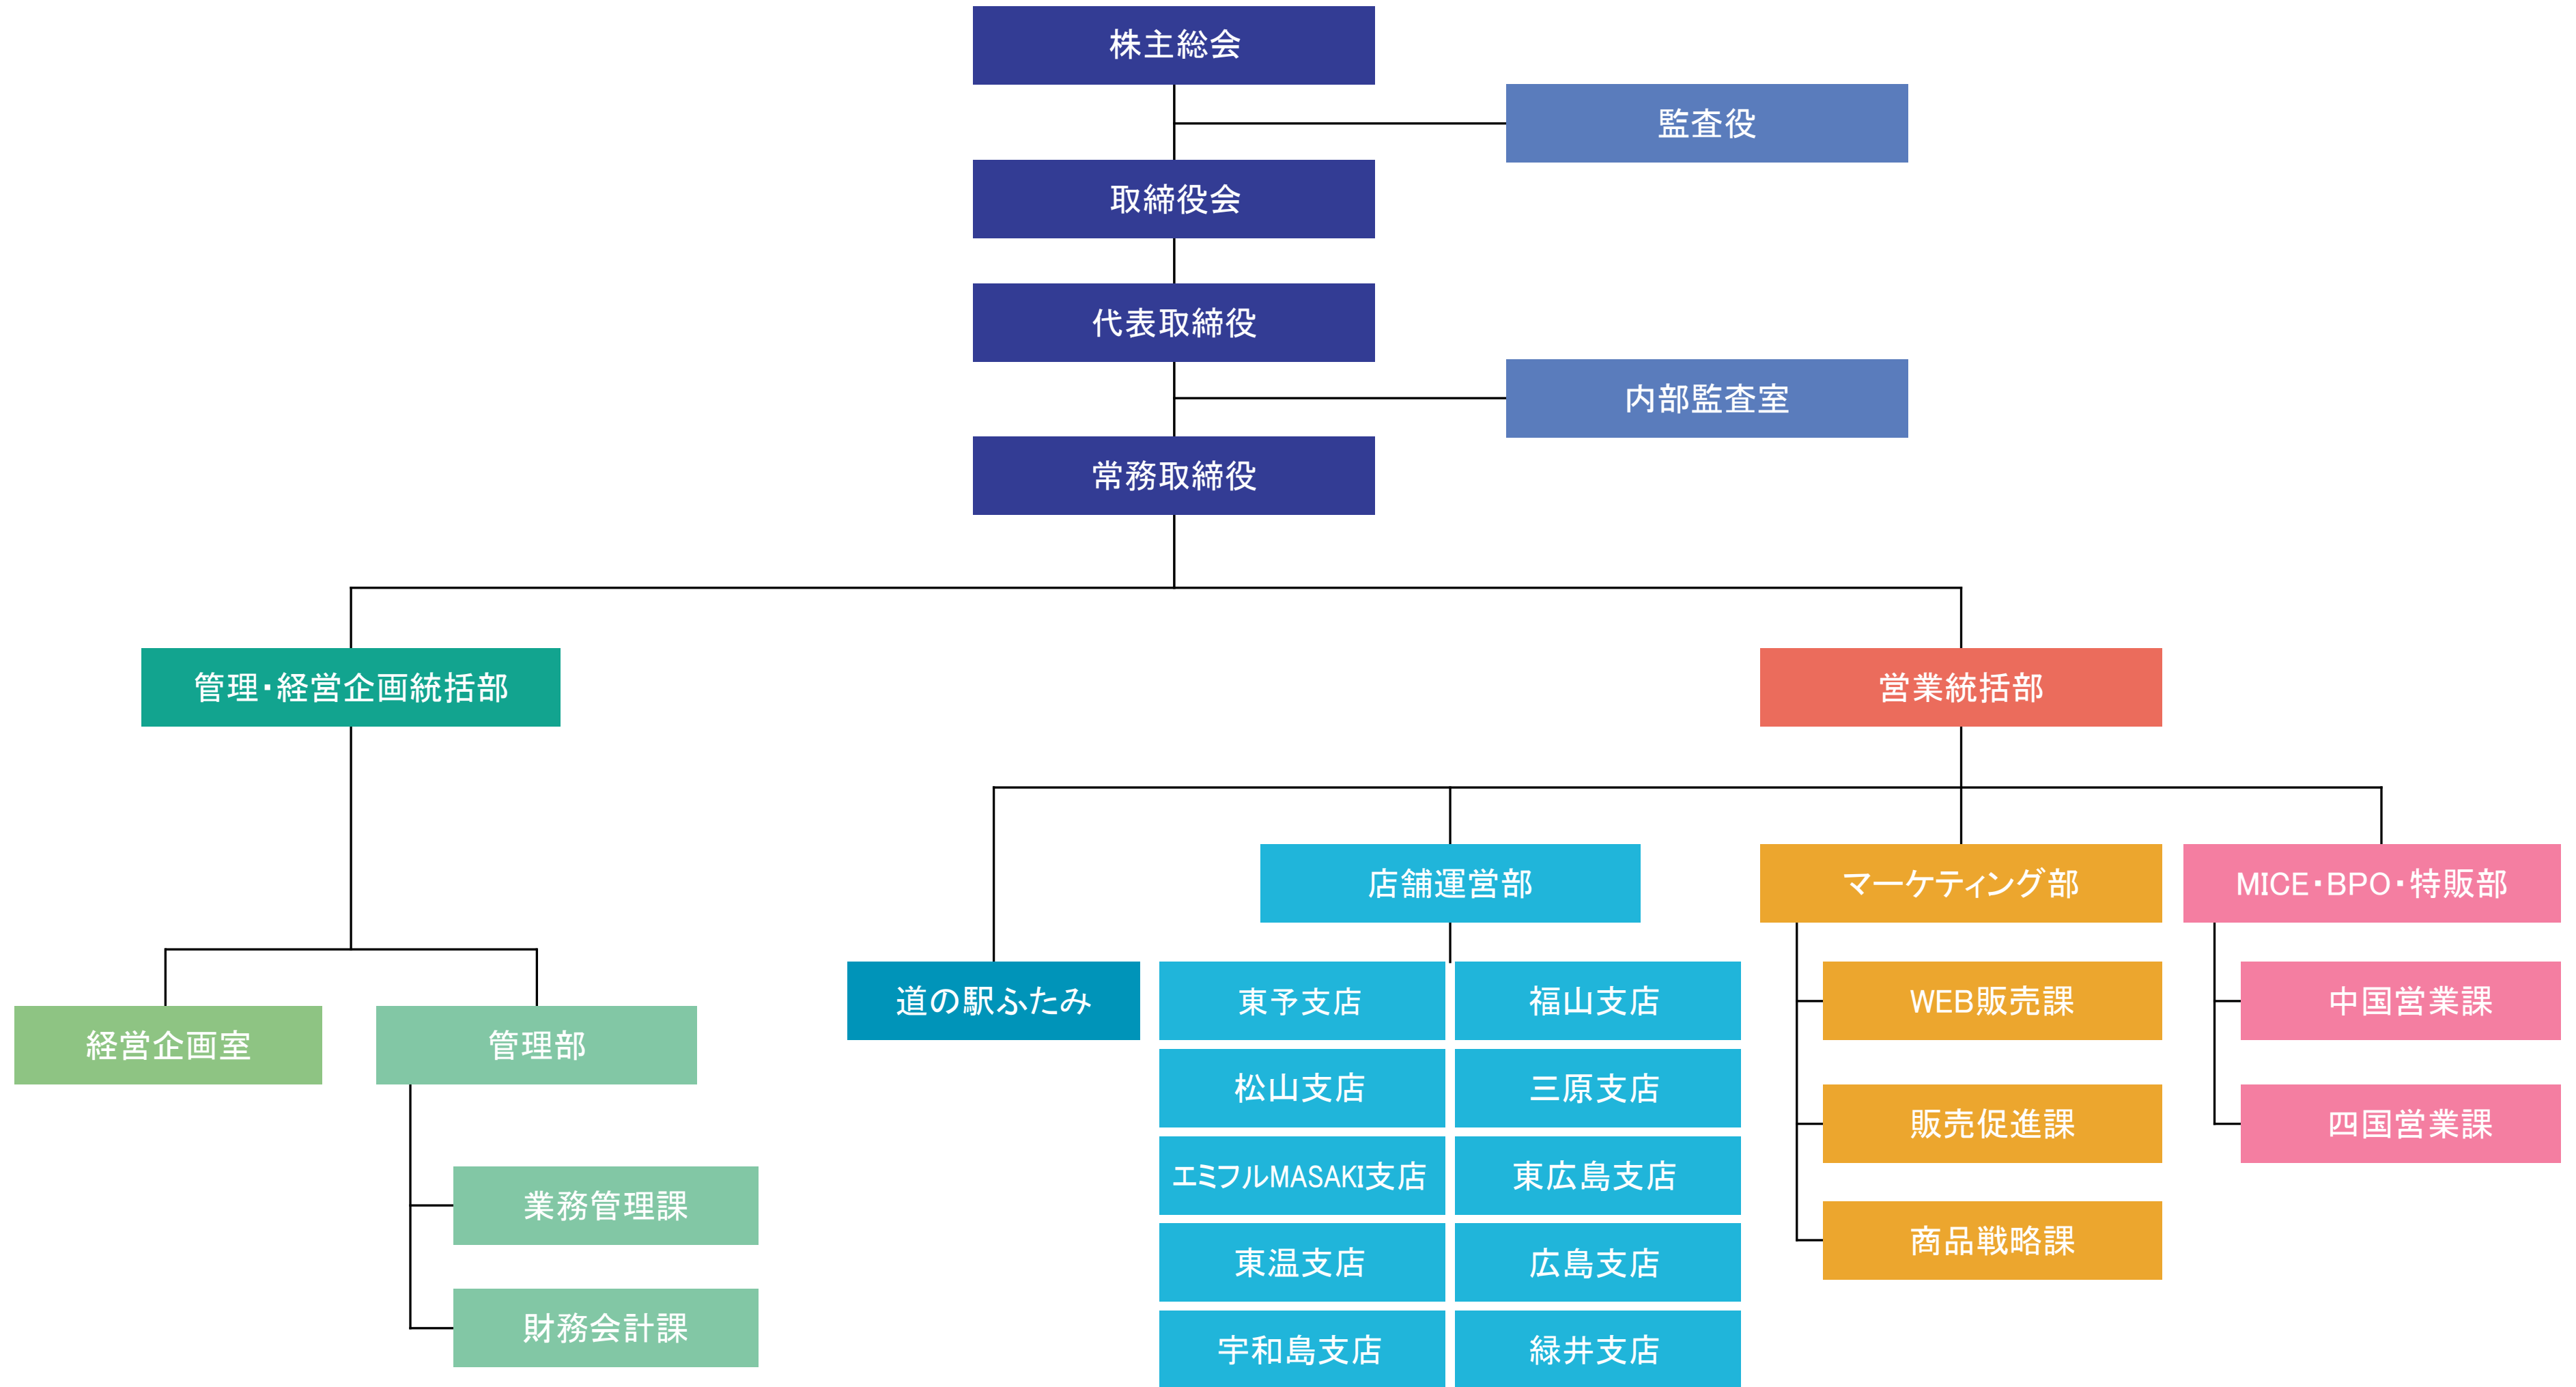 株主総会
監査役
取締役会
代表取締役
内部監査室
常務取締役
管理・経営企画統括部
営業統括部
店舗運営部
マーケティング部
MICE・BPO・特販部
道の駅ふたみ
東予支店
福山支店
WEB販売課
中国営業課
経営企画室
管理部
松山支店
三原支店
販売促進課
四国営業課
エミフルMASAKI支店
東広島支店
業務管理課
商品戦略課
東温支店
広島支店
財務会計課
宇和島支店
緑井支店